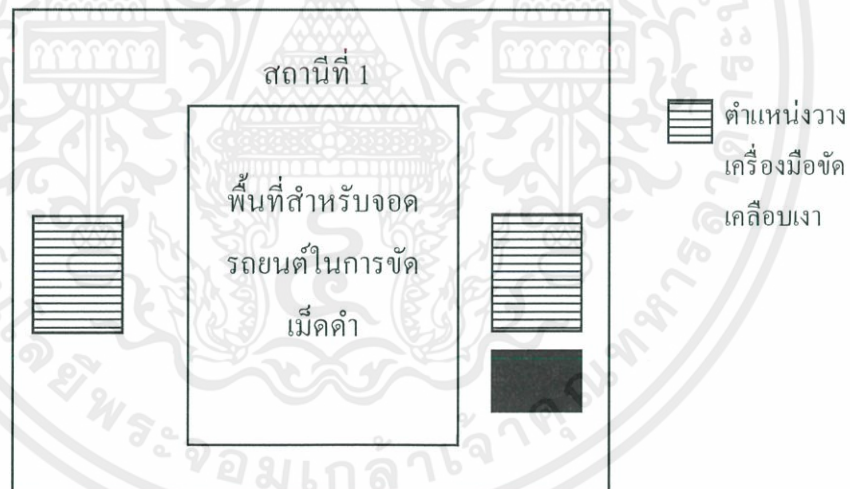 สถานีที่ 1
พื้นที่สำหรับจอด
รถยนต์ในการขัด
เม็ดดำ
ตำแหน่งวาง
เครื่องมือขัด
เคลือบเงา